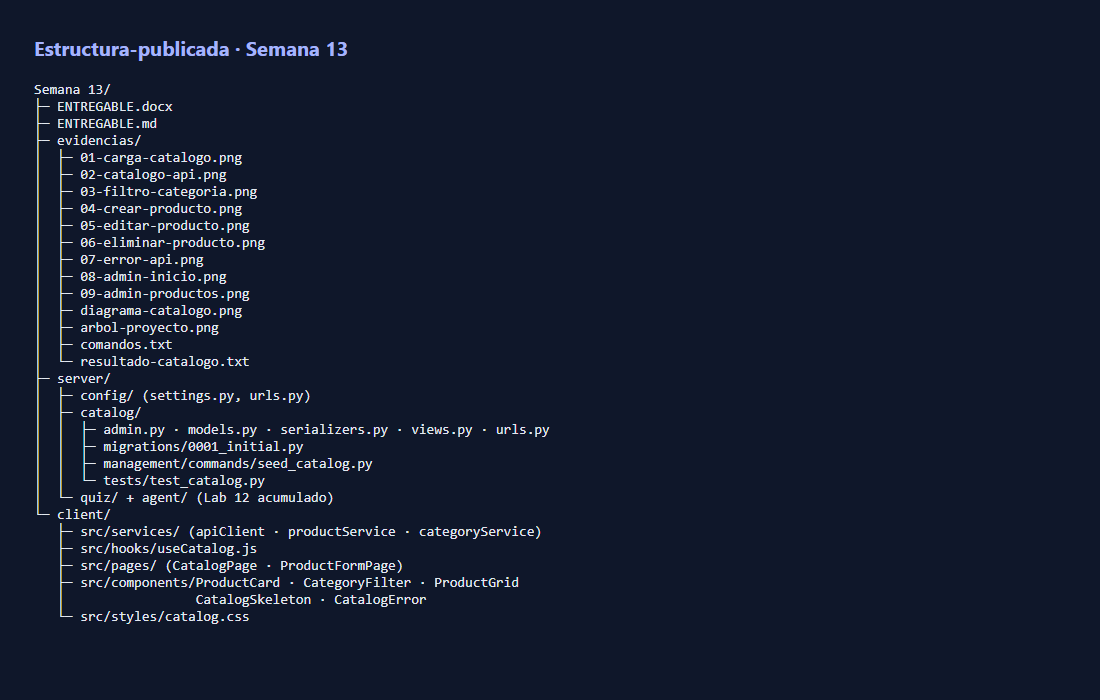 Estructura-publicada · Semana 13
Semana 13/
├─ ENTREGABLE.docx
├─ ENTREGABLE.md
├─ evidencias/
│  ├─ 01-carga-catalogo.png
│  ├─ 02-catalogo-api.png
│  ├─ 03-filtro-categoria.png
│  ├─ 04-crear-producto.png
│  ├─ 05-editar-producto.png
│  ├─ 06-eliminar-producto.png
│  ├─ 07-error-api.png
│  ├─ 08-admin-inicio.png
│  ├─ 09-admin-productos.png
│  ├─ diagrama-catalogo.png
│  ├─ arbol-proyecto.png
│  ├─ comandos.txt
│  └─ resultado-catalogo.txt
├─ server/
│  ├─ config/ (settings.py, urls.py)
│  ├─ catalog/
│  │  ├─ admin.py · models.py · serializers.py · views.py · urls.py
│  │  ├─ migrations/0001_initial.py
│  │  ├─ management/commands/seed_catalog.py
│  │  └─ tests/test_catalog.py
│  └─ quiz/ + agent/ (Lab 12 acumulado)
└─ client/
   ├─ src/services/ (apiClient · productService · categoryService)
   ├─ src/hooks/useCatalog.js
   ├─ src/pages/ (CatalogPage · ProductFormPage)
   ├─ src/components/ProductCard · CategoryFilter · ProductGrid
   │                 CatalogSkeleton · CatalogError
   └─ src/styles/catalog.css